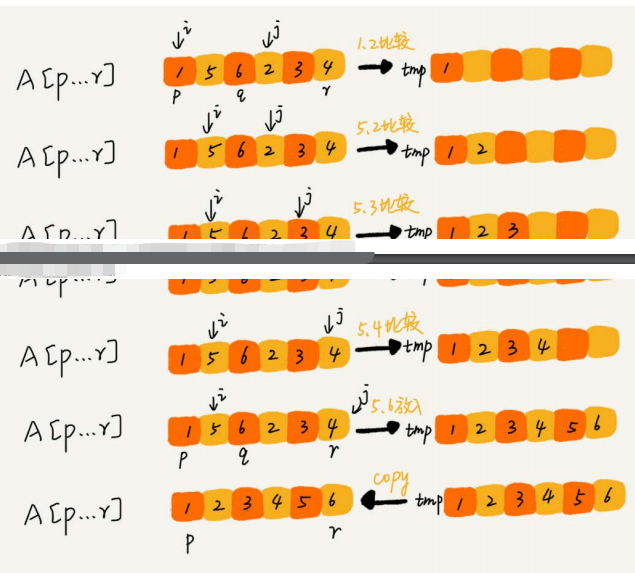 i j 1.2比较
A[p...r] 1 5 6 2 3 4 tmp 1
p q r
i j 5.2比较
A[p...r] 1 5 6 2 3 4 tmp 1 2
i j 5.3比较
A[p...r] 1 5 6 2 3 4 tmp 1 2 3
i j 5.4比较
A[p...r] 1 5 6 2 3 4 tmp 1 2 3 4
i j 5.6放入
A[p...r] 1 5 6 2 3 4 tmp 1 2 3 4 5 6
p q r
copy
A[p...r] 1 2 3 4 5 6 tmp 1 2 3 4 5 6
p r